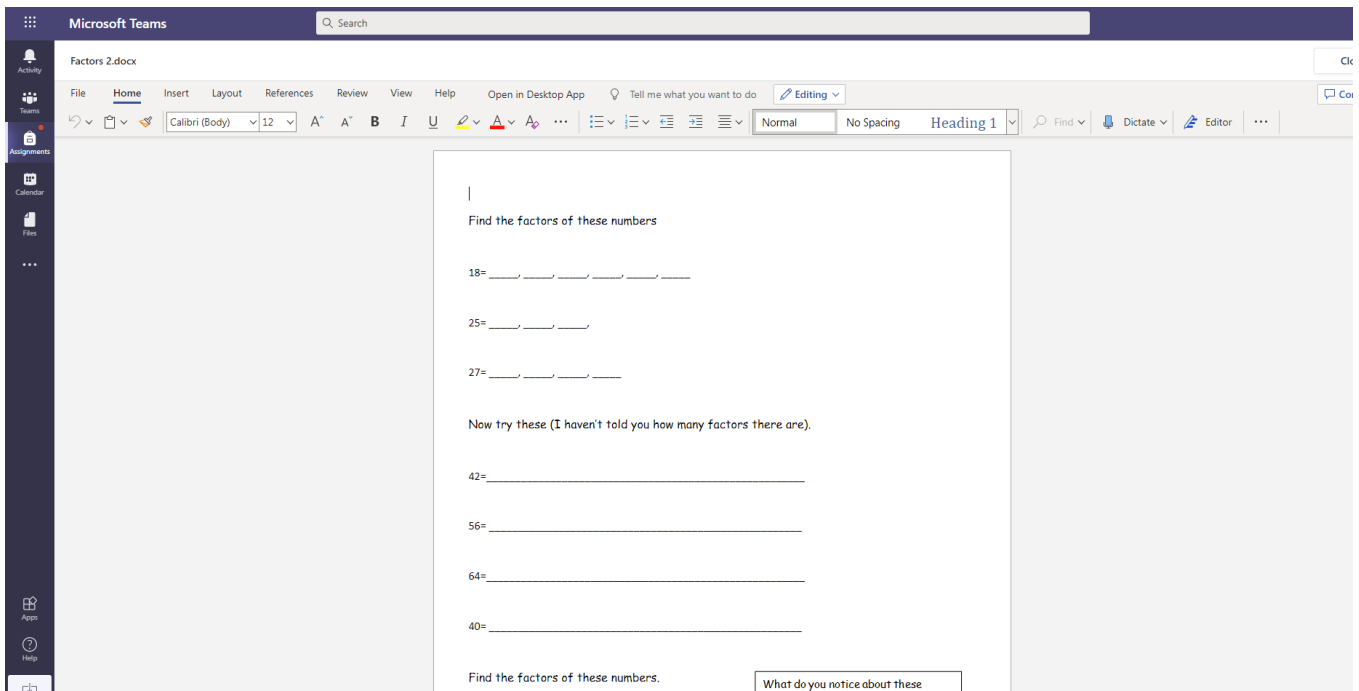 Microsoft Teams
Search
Activity
Teams
Assignments
Calendar
Files
Apps
Help
Factors 2.docx
File Home Insert Layout References Review View Help Open in Desktop App Tell me what you want to do Editing
Calibri (Body) 12 A A B I U A A Normal No Spacing Heading 1 Find Dictate Editor
Find the factors of these numbers
18= _____, _____, _____, _____, _____, _____
25= _____, _____, _____,
27= _____, _____, _____, _____
Now try these (I haven't told you how many factors there are).
42=_______________________________________________________
56= ______________________________________________________
64=_______________________________________________________
40= ______________________________________________________
Find the factors of these numbers.
What do you notice about these